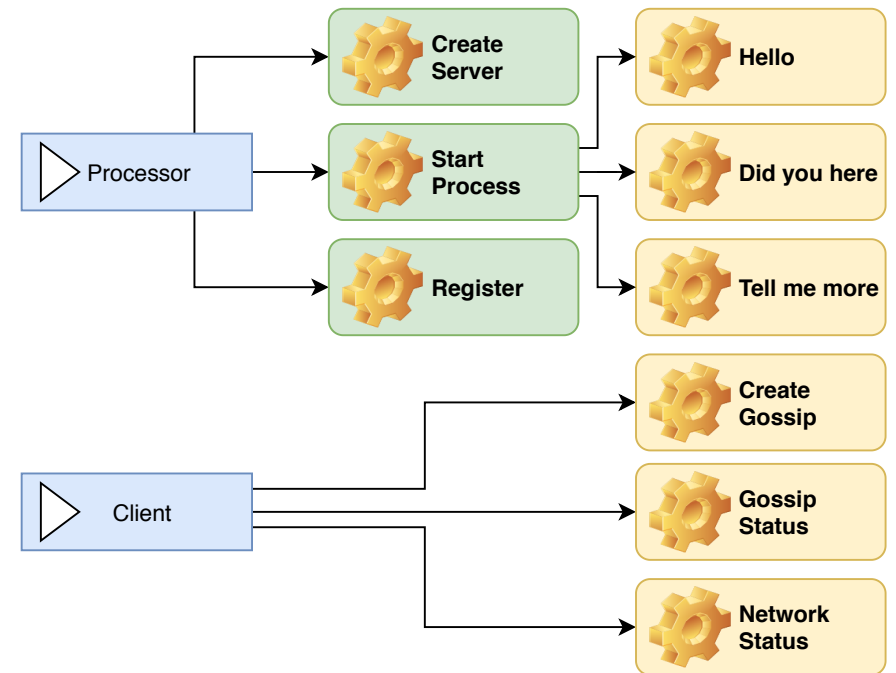 Create
Server
Hello
Processor
Start
Process
Did you here
Register
Tell me more
Create
Gossip
Client
Gossip
Status
Network
Status